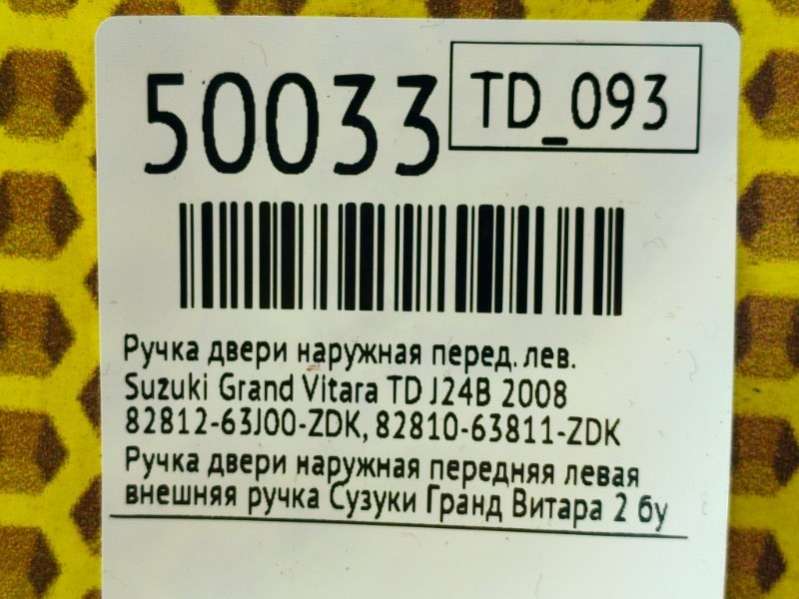 50033
TD_093
Ручка двери наружная перед. лев.
Suzuki Grand Vitara TD J24B 2008
82812-63J00-ZDK, 82810-63811-ZDK
Ручка двери наружная передняя левая
внешняя ручка Сузуки Гранд Витара 2 бу